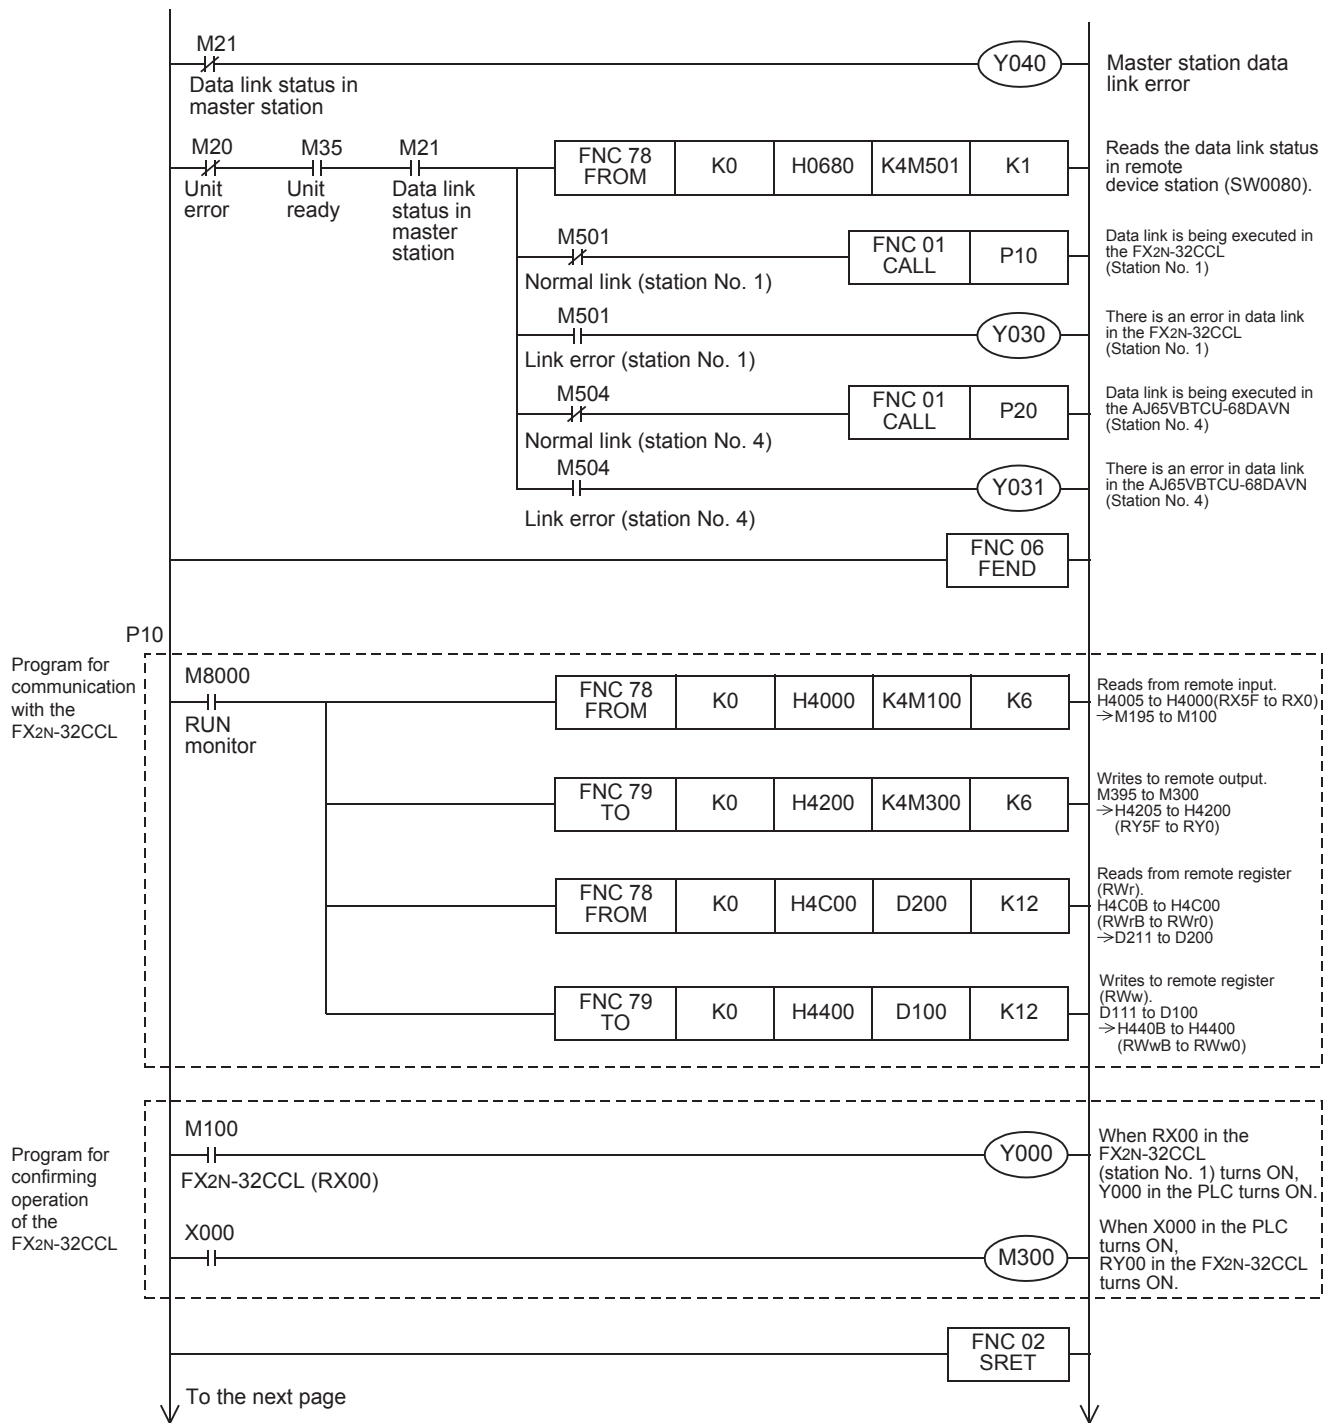 M21
Y040
Master station data
link error
Data link status in
master station
M20
M35
M21
FNC 78
FROM
K0
H0680
K4M501
K1
Reads the data link status
in remote
device station (SW0080).
Unit
error
Unit
ready
Data link
status in
master
station
M501
FNC 01
CALL
P10
Data link is being executed in
the FX2N-32CCL
(Station No. 1)
Normal link (station No. 1)
M501
Y030
There is an error in data link
in the FX2N-32CCL
(Station No. 1)
Link error (station No. 1)
M504
FNC 01
CALL
P20
Data link is being executed in
the AJ65VBTCU-68DAVN
(Station No. 4)
Normal link (station No. 4)
M504
Y031
There is an error in data link
in the AJ65VBTCU-68DAVN
(Station No. 4)
Link error (station No. 4)
FNC 06
FEND
P10
Program for
communication
with the
FX2N-32CCL
M8000
RUN
monitor
FNC 78
FROM
K0
H4000
K4M100
K6
Reads from remote input.
H4005 to H4000(RX5F to RX0)
→M195 to M100
FNC 79
TO
K0
H4200
K4M300
K6
Writes to remote output.
M395 to M300
→H4205 to H4200
(RY5F to RY0)
FNC 78
FROM
K0
H4C00
D200
K12
Reads from remote register
(RWr).
H4C0B to H4C00
(RWrB to RWr0)
→D211 to D200
FNC 79
TO
K0
H4400
D100
K12
Writes to remote register
(RWw).
D111 to D100
→H440B to H4400
(RWwB to RWw0)
Program for
confirming
operation
of the
FX2N-32CCL
M100
FX2N-32CCL (RX00)
Y000
When RX00 in the
FX2N-32CCL
(station No. 1) turns ON,
Y000 in the PLC turns ON.
X000
M300
When X000 in the PLC
turns ON,
RY00 in the FX2N-32CCL
turns ON.
FNC 02
SRET
To the next page